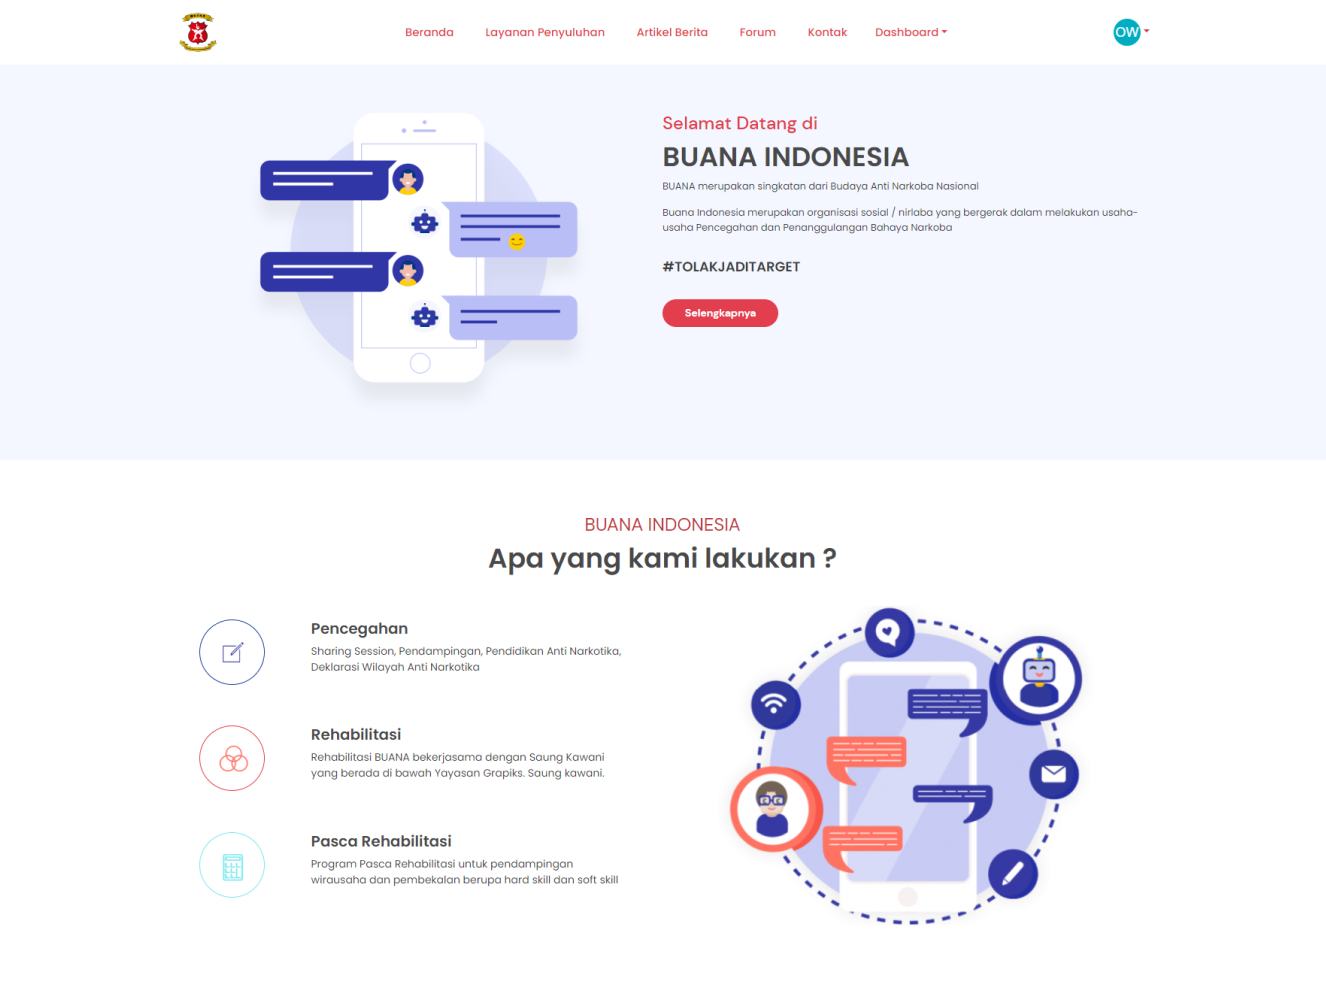 Beranda
Layanan Penyuluhan
Artikel Berita
Forum
Kontak
Dashboard
OW
Selamat Datang di
BUANA INDONESIA
BUANA merupakan singkatan dari Budaya Anti Narkoba Nasional
Buana Indonesia merupakan organisasi sosial / nirlaba yang bergerak dalam melakukan usaha-
usaha Pencegahan dan Penanggulangan Bahaya Narkoba
#TOLAKJADITARGET
Selengkapnya
BUANA INDONESIA
Apa yang kami lakukan ?
Pencegahan
Sharing Session, Pendampingan, Pendidikan Anti Narkotika,
Deklarasi Wilayah Anti Narkotika
Rehabilitasi
Rehabilitasi BUANA bekerjasama dengan Saung Kawani
yang berada di bawah Yayasan Grapiks. Saung kawani.
Pasca Rehabilitasi
Program Pasca Rehabilitasi untuk pendampingan
wirausaha dan pembekalan berupa hard skill dan soft skill